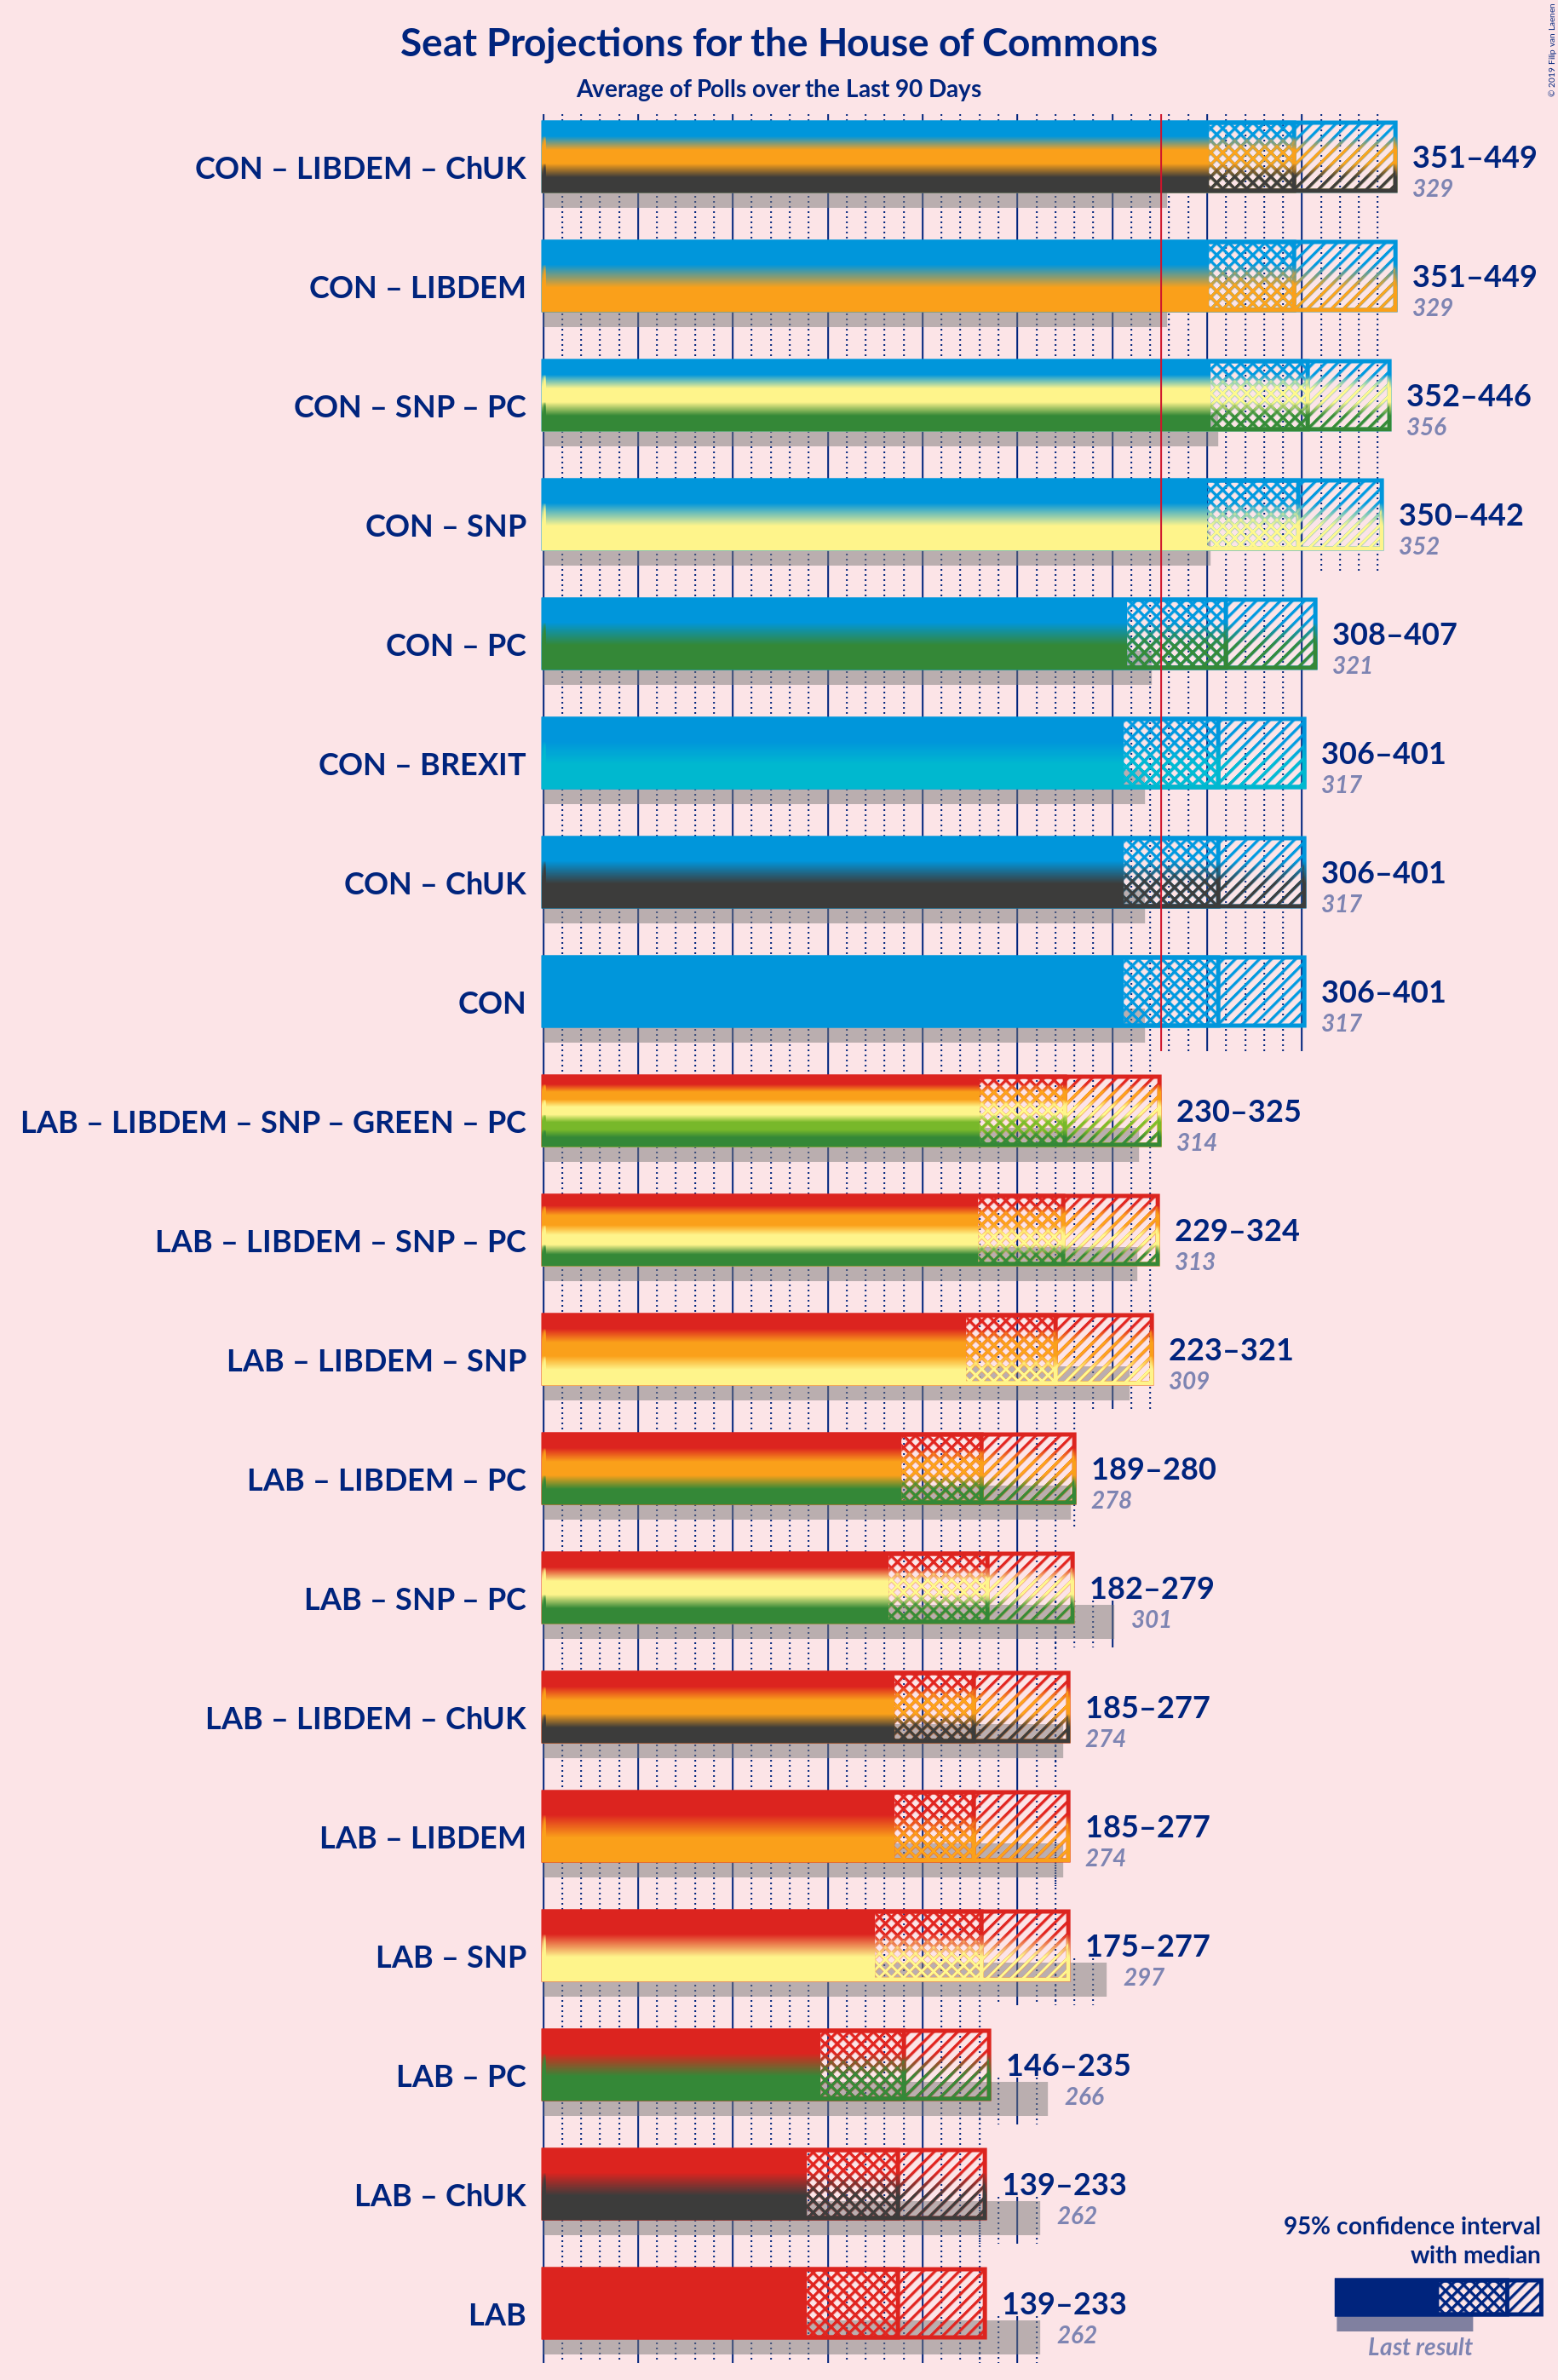 © 2019 Filip van Laenen
Seat Projections for the House of Commons
Average of Polls over the Last 90 Days
CON – LIBDEM – ChUK
351–449
329
CON – LIBDEM
351–449
329
CON – SNP – PC
352–446
356
CON – SNP
350–442
352
CON – PC
308–407
321
CON – BREXIT
306–401
317
CON – ChUK
306–401
317
CON
306–401
317
LAB – LIBDEM – SNP – GREEN – PC
230–325
314
LAB – LIBDEM – SNP – PC
229–324
313
LAB – LIBDEM – SNP
223–321
309
LAB – LIBDEM – PC
189–280
278
LAB – SNP – PC
182–279
301
LAB – LIBDEM – ChUK
185–277
274
LAB – LIBDEM
185–277
274
LAB – SNP
175–277
297
LAB – PC
146–235
266
LAB – ChUK
139–233
262
LAB
139–233
262
95% confidence interval
with median
Last result